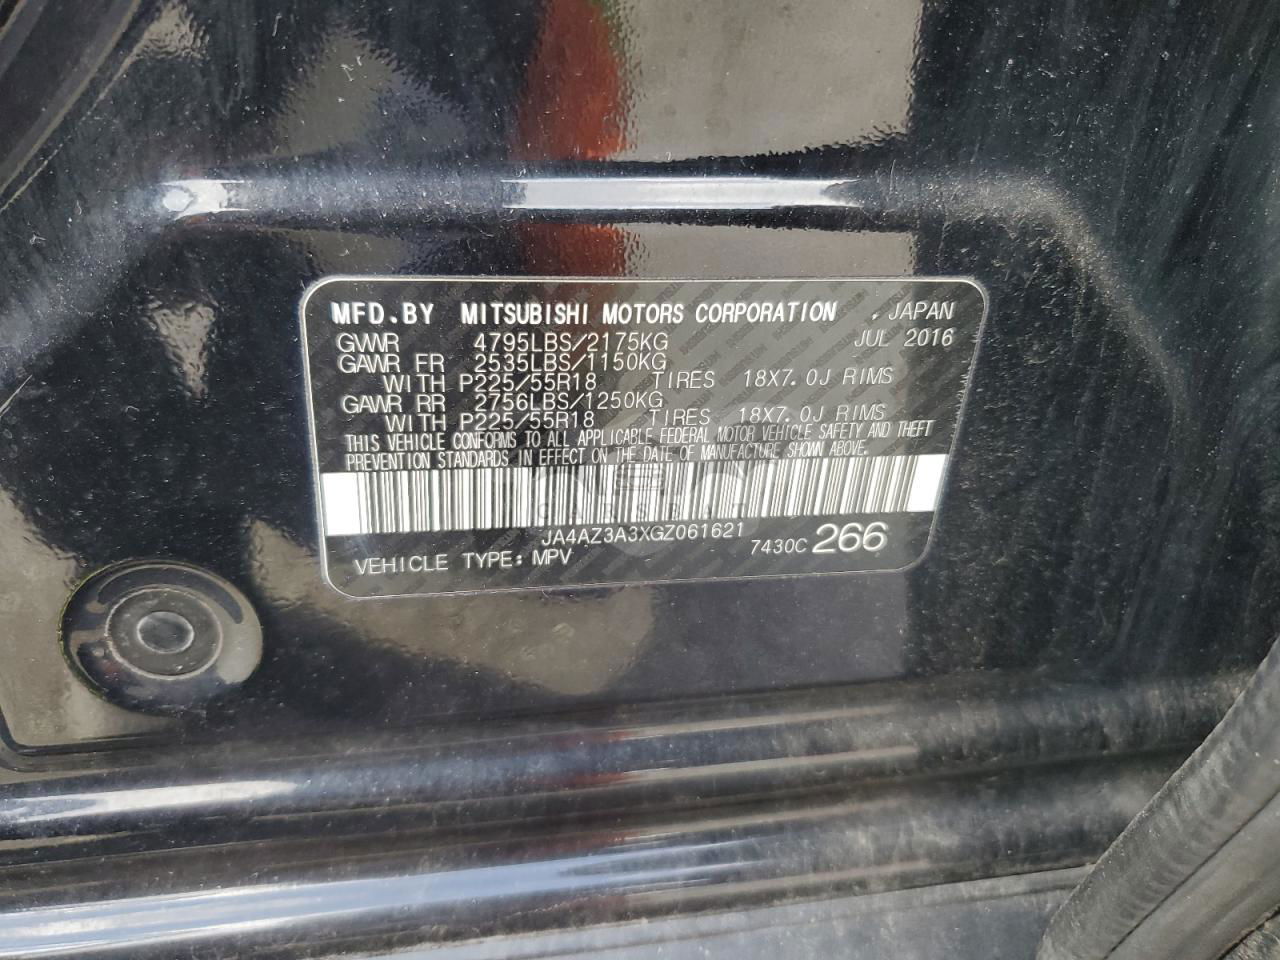 MFD.BY MITSUBISHI MOTORS CORPORATION , JAPAN
GVWR 4795LBS/2175KG JUL 2016
GAWR FR 2535LBS/1150KG
WITH P225/55R18 TIRES 18X7.0J RIMS
GAWR RR 2756LBS/1250KG
WITH P225/55R18 TIRES 18X7.0J RIMS
THIS VEHICLE CONFORMS TO ALL APPLICABLE FEDERAL MOTOR VEHICLE SAFETY AND THEFT
PREVENTION STANDARDS IN EFFECT ON THE DATE OF MANUFACTURE SHOWN ABOVE.
JA4AZ3A3XGZ061621
VEHICLE TYPE: MPV 7430C 266